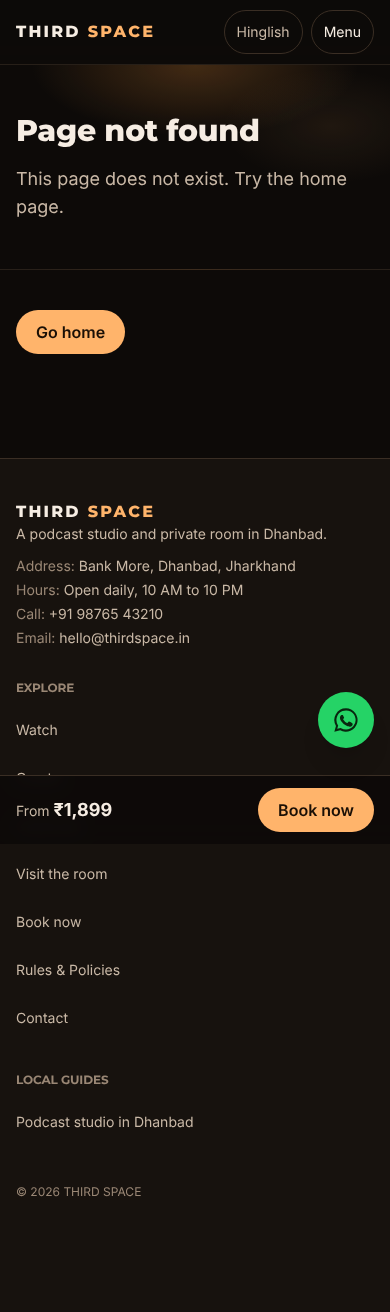 THIRD SPACE
Hinglish
Menu
Page not found
This page does not exist. Try the home
page.
Go home
THIRD SPACE
A podcast studio and private room in Dhanbad.
Address: Bank More, Dhanbad, Jharkhand
Hours: Open daily, 10 AM to 10 PM
Call: +91 98765 43210
Email: hello@thirdspace.in
EXPLORE
Watch
From ₹1,899
Book now
Visit the room
Book now
Rules & Policies
Contact
LOCAL GUIDES
Podcast studio in Dhanbad
© 2026 THIRD SPACE